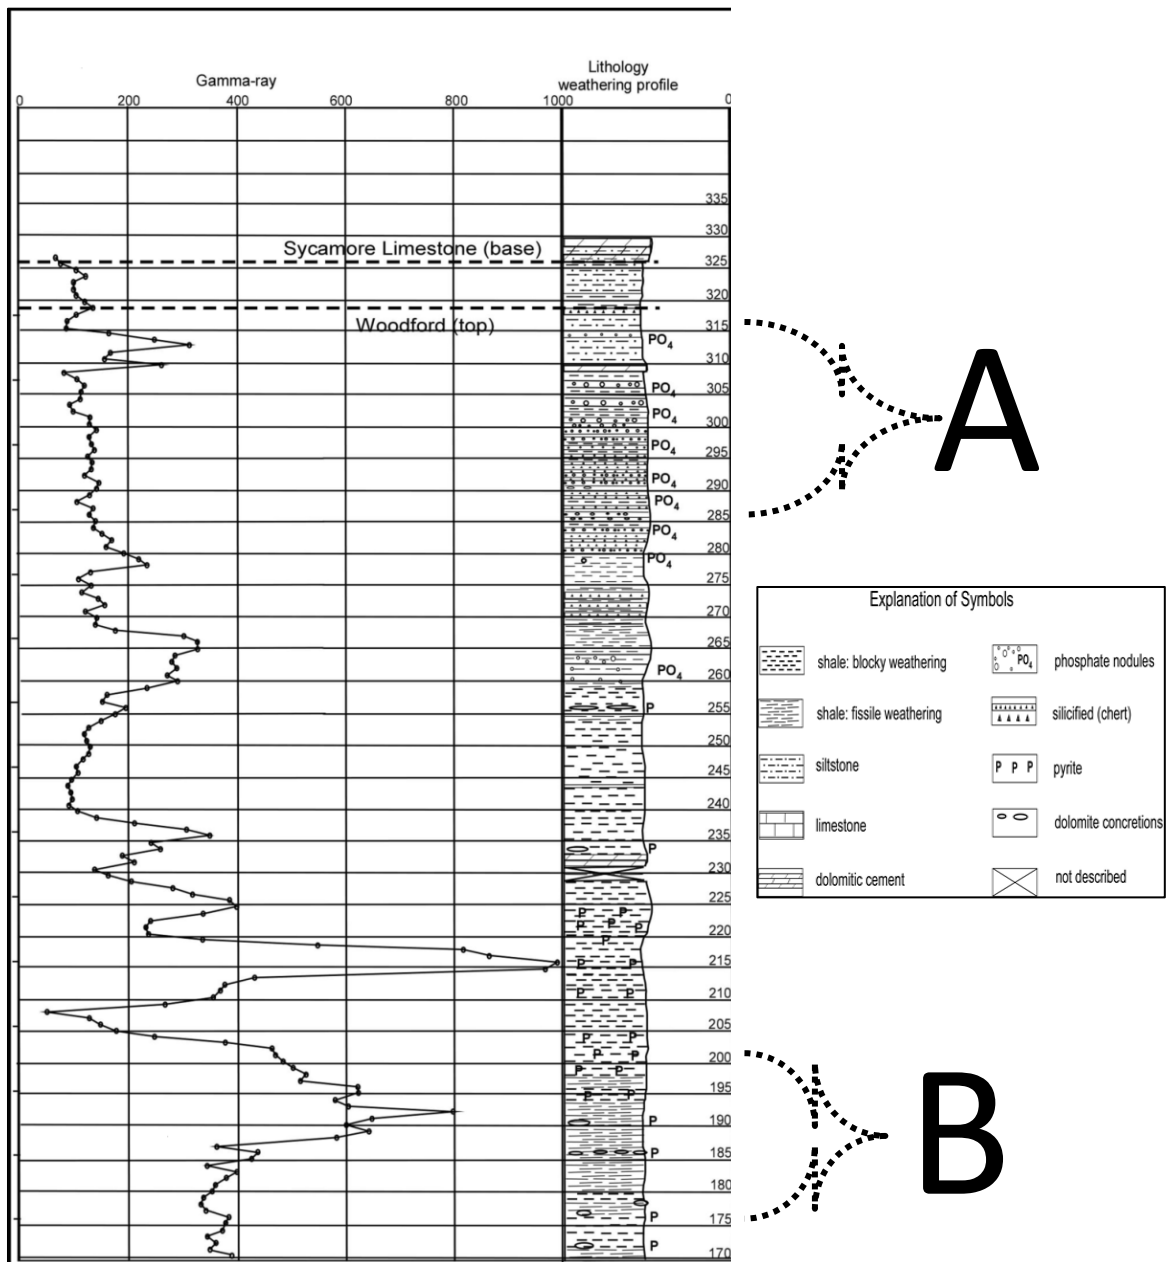 Gamma-ray
Lithology
weathering profile
0 200 400 600 800 1000 0
335
330
Sycamore Limestone (base)
325
320
Woodford (top)
315
PO4
310
305
PO4
300
PO4
295
PO4
290
PO4
285
PO4
280
PO4
275
PO4
270
265
260
PO4
255
P
250
245
240
235
P
230
225
P P
P P P
220
P
215
P P
210
P P
205
P P
200
P P
P P
195
P P
190
P
185
P
180
175
P
170
P
A
B
Explanation of Symbols
shale: blocky weathering
PO4 phosphate nodules
shale: fissile weathering
silicified (chert)
siltstone
P P P pyrite
limestone
dolomite concretions
dolomitic cement
not described